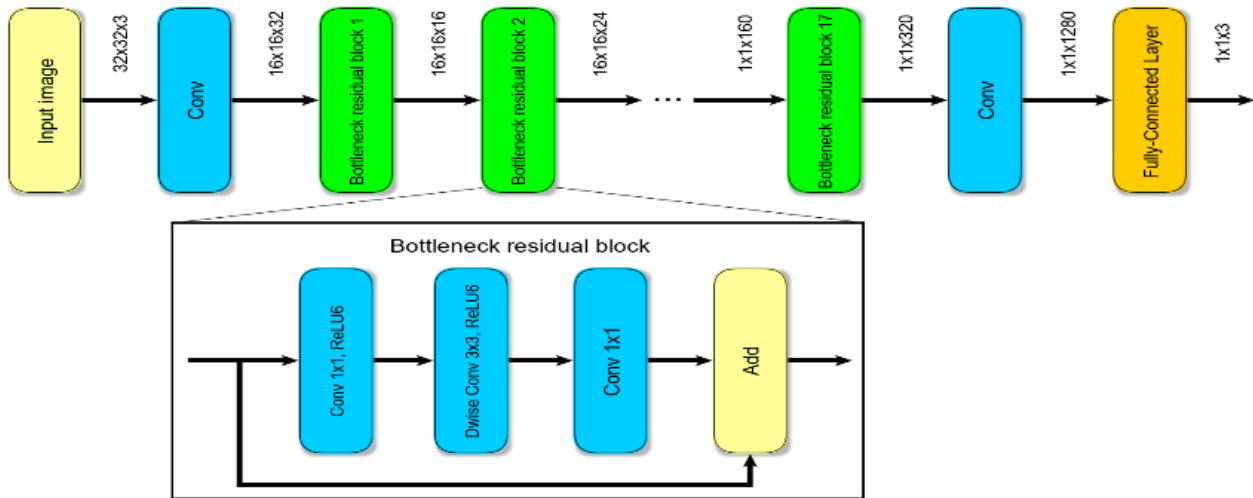 Input image
32x32x3
Conv
16x16x32
Bottleneck residual block 1
16x16x16
Bottleneck residual block 2
16x16x24
...
1x1x160
Bottleneck residual block 17
1x1x320
Conv
1x1x1280
Fully-Connected Layer
1x1x3
Bottleneck residual block
Conv 1x1, ReLU6
Dwise Conv 3x3, ReLU6
Conv 1x1
Add